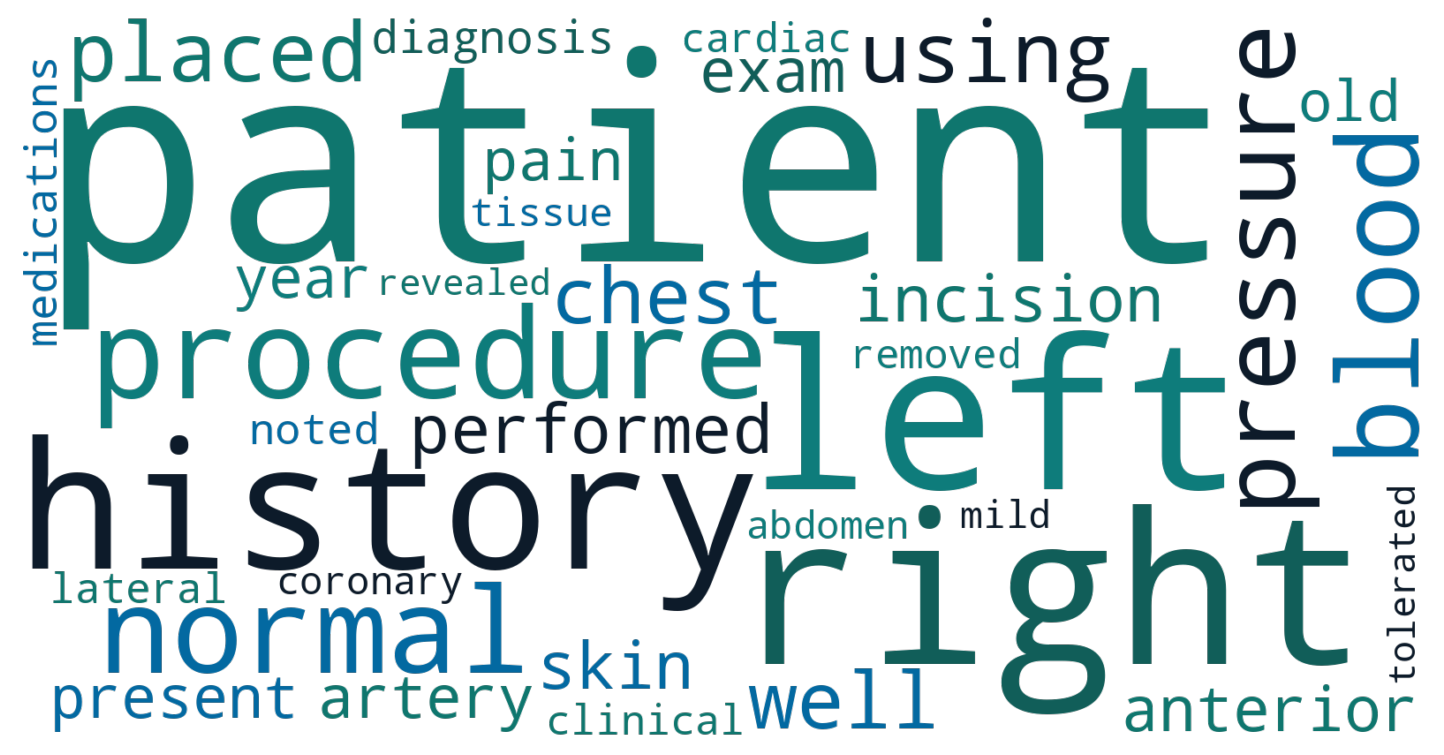 placed
diagnosis
cardiac
exam
using
pressure
old
medications
patient
pain
tissue
blood
year
revealed
chest
incision
procedure
removed
left
noted
performed
history
abdomen
mild
right
tolerated
lateral
coronary
normal
skin
present
artery
clinical
well
anterior